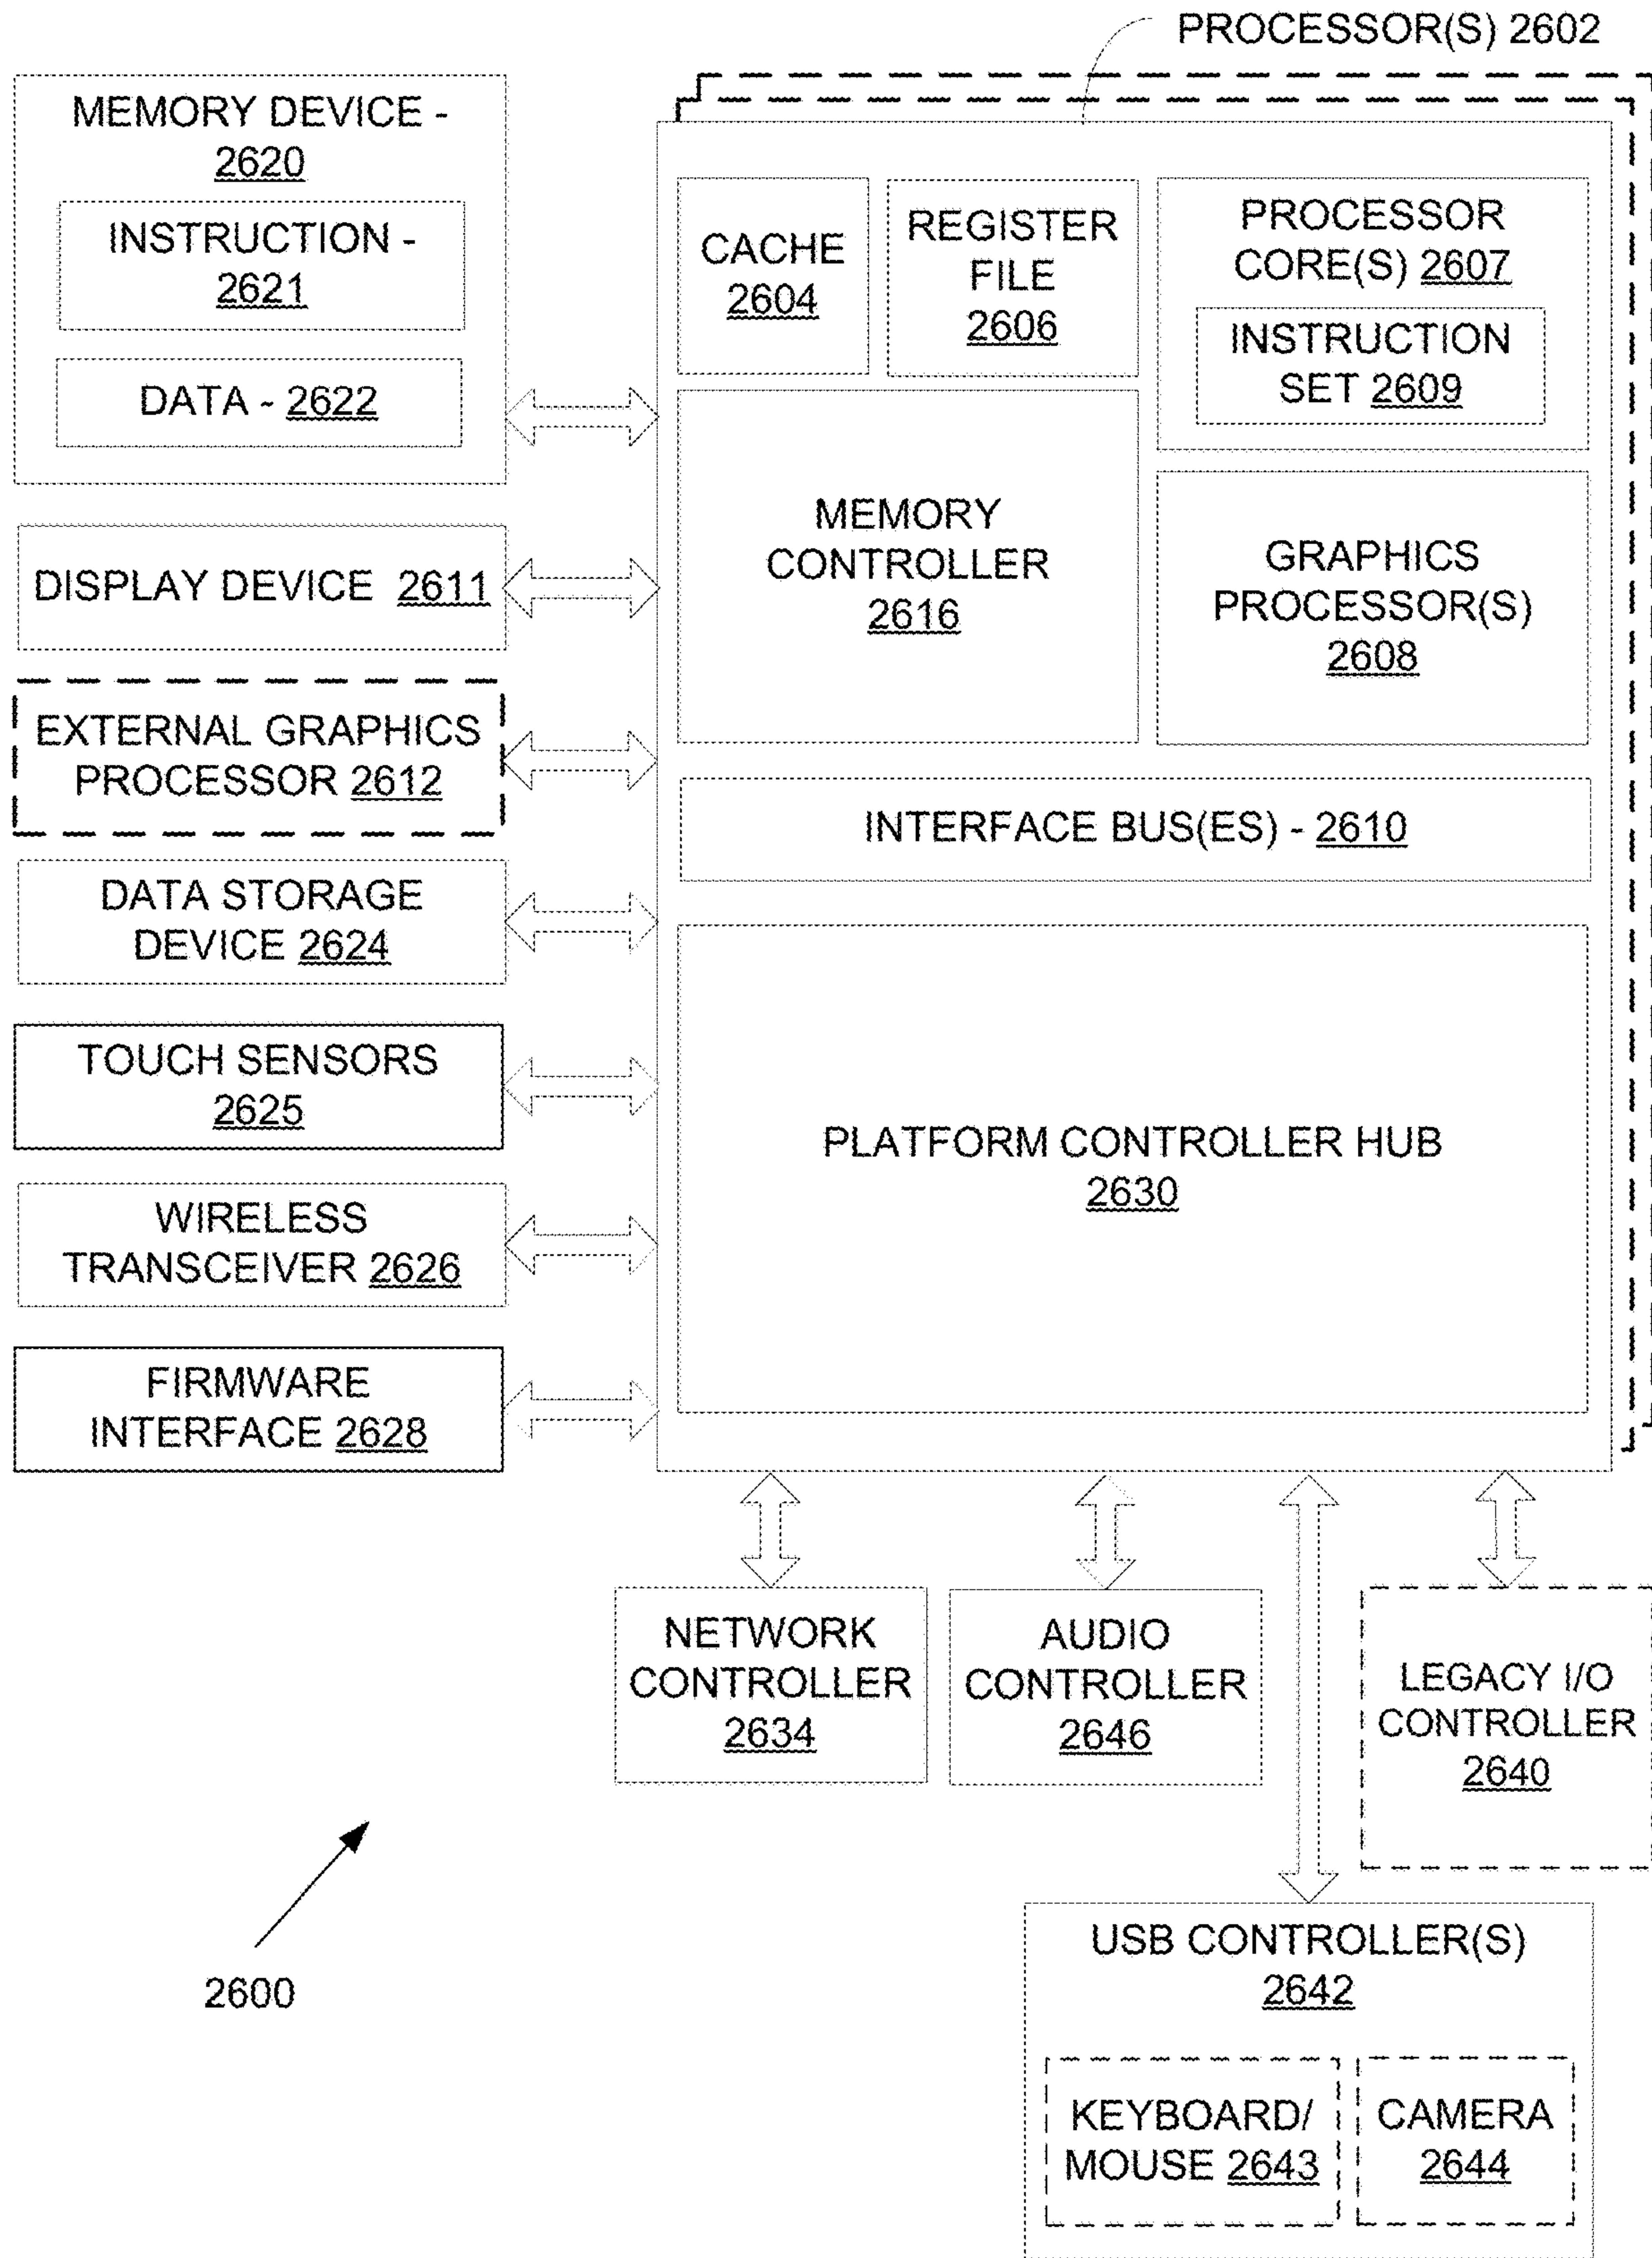 PROCESSOR(S) 2602
MEMORY DEVICE -
2620
INSTRUCTION -
2621
DATA - 2622
DISPLAY DEVICE 2611
EXTERNAL GRAPHICS
PROCESSOR 2612
DATA STORAGE
DEVICE 2624
TOUCH SENSORS
2625
WIRELESS
TRANSCEIVER 2626
FIRMWARE
INTERFACE 2628
CACHE
2604
REGISTER
FILE
2606
PROCESSOR
CORE(S) 2607
INSTRUCTION
SET 2609
MEMORY
CONTROLLER
2616
GRAPHICS
PROCESSOR(S)
2608
INTERFACE BUS(ES) - 2610
PLATFORM CONTROLLER HUB
2630
NETWORK
CONTROLLER
2634
AUDIO
CONTROLLER
2646
LEGACY I/O
CONTROLLER
2640
2600
USB CONTROLLER(S)
2642
KEYBOARD/
MOUSE 2643
CAMERA
2644